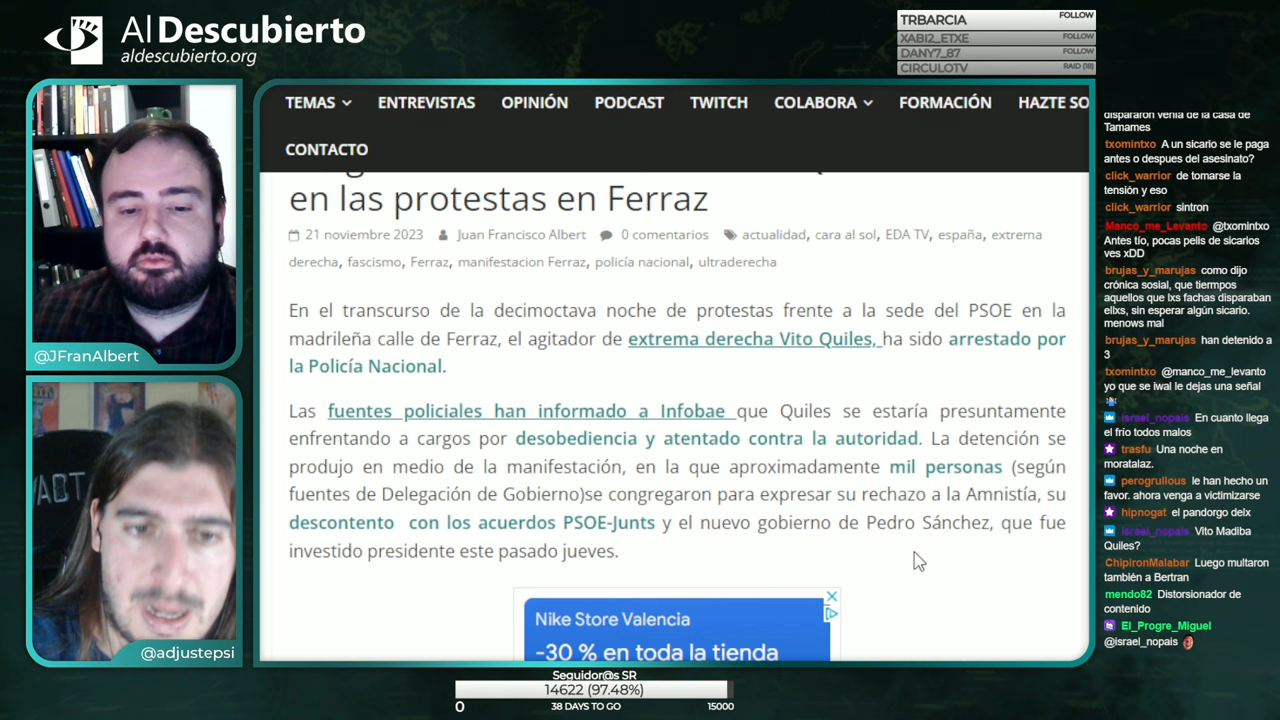 Al Descubierto
aldescubierto.org
TRBARCIA FOLLOW
XABI2_ETXE FOLLOW
DANY7_87 FOLLOW
CIRCULOTV RAID (18)
TEMAS ENTREVISTAS OPINIÓN PODCAST TWITCH COLABORA FORMACIÓN HAZTE SO
CONTACTO
en las protestas en Ferraz
21 noviembre 2023 Juan Francisco Albert 0 comentarios actualidad, cara al sol, EDA TV, españa, extrema
derecha, fascismo, Ferraz, manifestacion Ferraz, policía nacional, ultraderecha
En el transcurso de la decimoctava noche de protestas frente a la sede del PSOE en la
madrileña calle de Ferraz, el agitador de extrema derecha Vito Quiles, ha sido arrestado por
la Policía Nacional.
Las fuentes policiales han informado a Infobae que Quiles se estaría presuntamente
enfrentando a cargos por desobediencia y atentado contra la autoridad. La detención se
produjo en medio de la manifestación, en la que aproximadamente mil personas (según
fuentes de Delegación de Gobierno)se congregaron para expresar su rechazo a la Amnistía, su
descontento con los acuerdos PSOE-Junts y el nuevo gobierno de Pedro Sánchez, que fue
investido presidente este pasado jueves.
Nike Store Valencia
-30 % en toda la tienda
@JFranAlbert
@adjustepsi
dispararon venía de la casa de
Tamames
txomintxo A un sicario se le paga
antes o despues del asesinato?
click_warrior de tomarse la
tensión y eso
click_warrior sintron
Manco_me_Levanto @txomintxo
Antes tío, pocas pelis de sicarios
ves xDD
brujas_y_marujas como dijo
crónica sosial, que tiermpos
aquellos que lxs fachas disparaban
ellxs, sin esperar algún sicario.
menows mal
brujas_y_marujas han detenido a
3
txomintxo @manco_me_levanto
yo que se iwal le dejas una señal
israel_nopais En cuanto llega
el frío todos malos
trasfu Una noche en
moratalaz.
perogrullous le han hecho un
favor. ahora venga a victimizarse
hipnogat el pandorgo delx
israel_nopais Vito Madiba
Quiles?
ChipironMalabar Luego multaron
también a Bertran
mendo82 Distorsionador de
contenido
El_Progre_Miguel
@israel_nopais
Seguidor@s SR
14622 (97.48%)
0 38 DAYS TO GO 15000